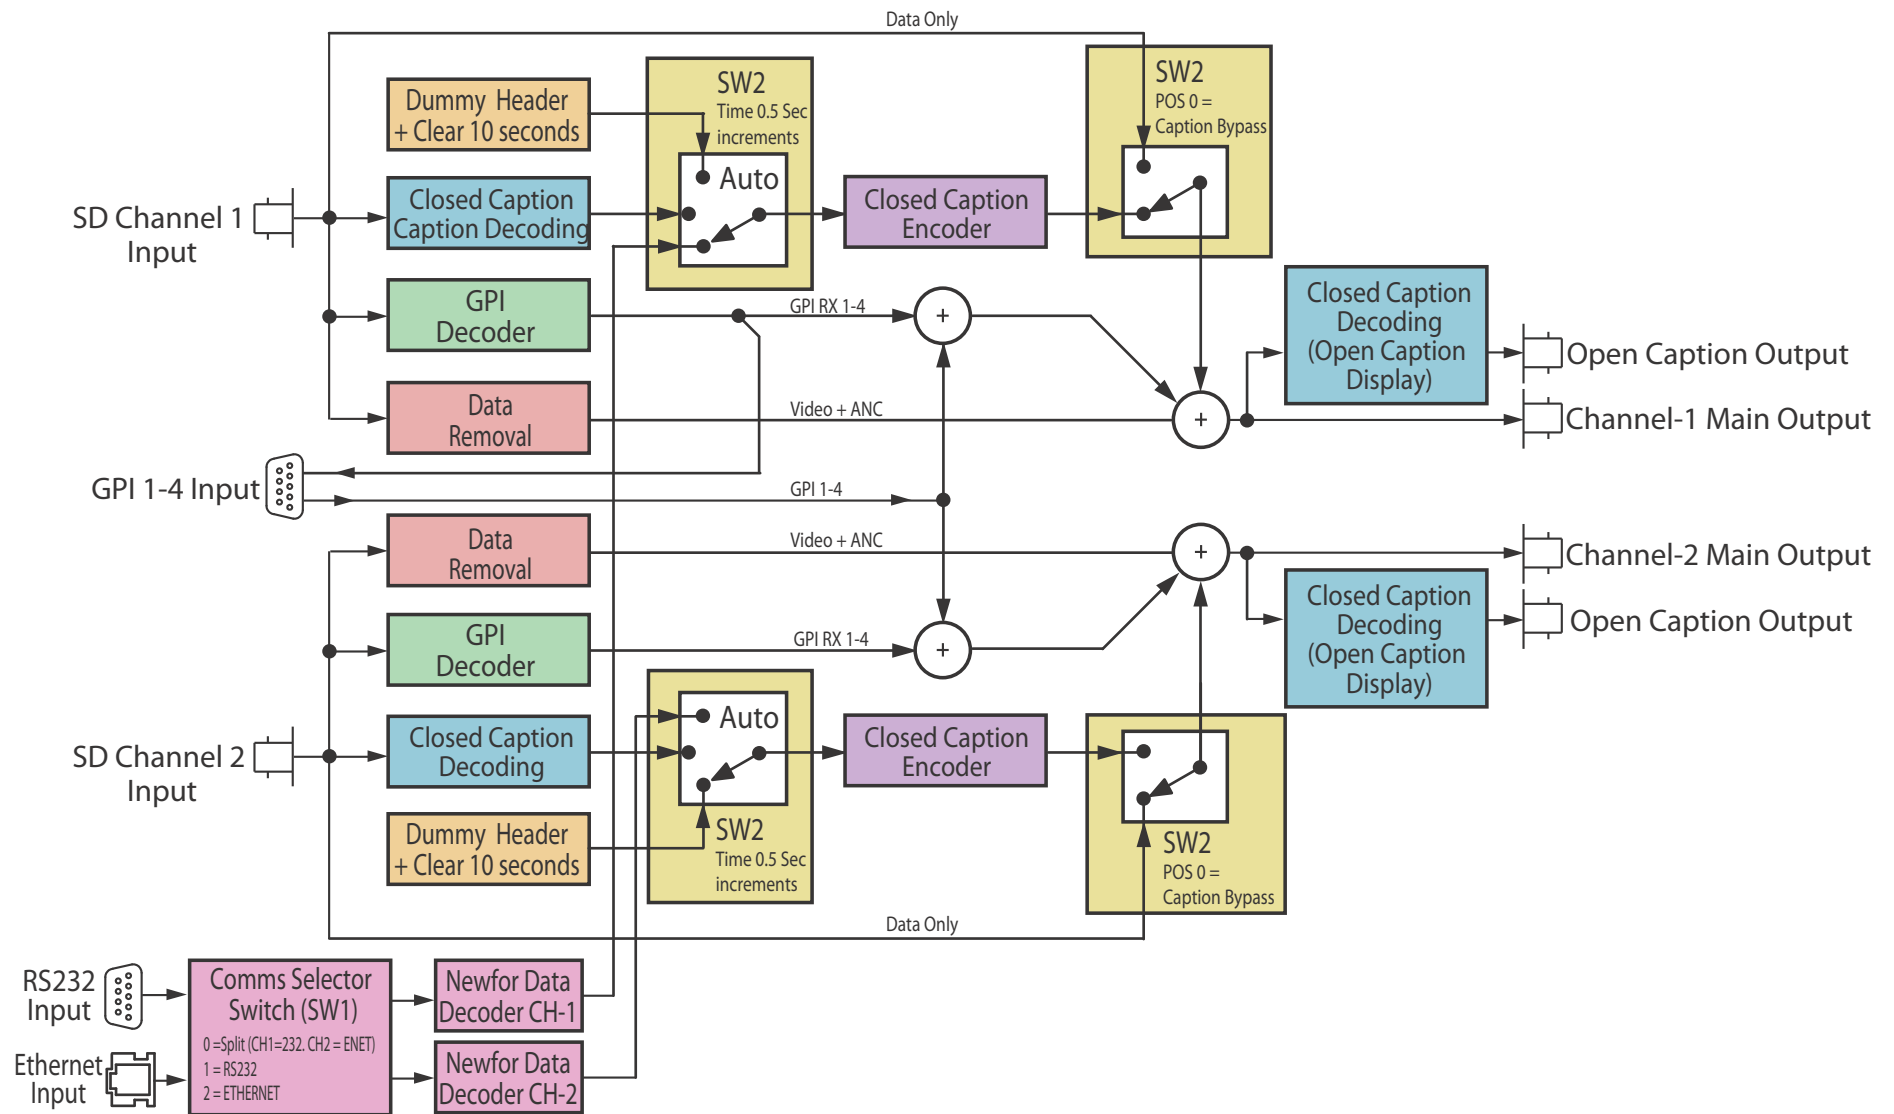 Data Only
Dummy Header
+ Clear 10 seconds
SW2
Time 0.5 Sec
increments
Auto
SW2
POS 0 =
Caption Bypass
SD Channel 1
Input
Closed Caption
Caption Decoding
Closed Caption
Encoder
GPI
Decoder
GPI RX 1-4
+
Closed Caption
Decoding
(Open Caption
Display)
Open Caption Output
Data
Removal
Video + ANC
+
Channel-1 Main Output
GPI 1-4 Input
GPI 1-4
Data
Removal
Video + ANC
+
Channel-2 Main Output
Closed Caption
Decoding
(Open Caption
Display)
Open Caption Output
GPI
Decoder
GPI RX 1-4
+
SD Channel 2
Input
Closed Caption
Decoding
Auto
Closed Caption
Encoder
Dummy Header
+ Clear 10 seconds
SW2
Time 0.5 Sec
increments
SW2
POS 0 =
Caption Bypass
Data Only
RS232
Input
Ethernet
Input
Comms Selector
Switch (SW1)
0 =Split (CH1=232. CH2 = ENET)
1 = RS232
2 = ETHERNET
Newfor Data
Decoder CH-1
Newfor Data
Decoder CH-2